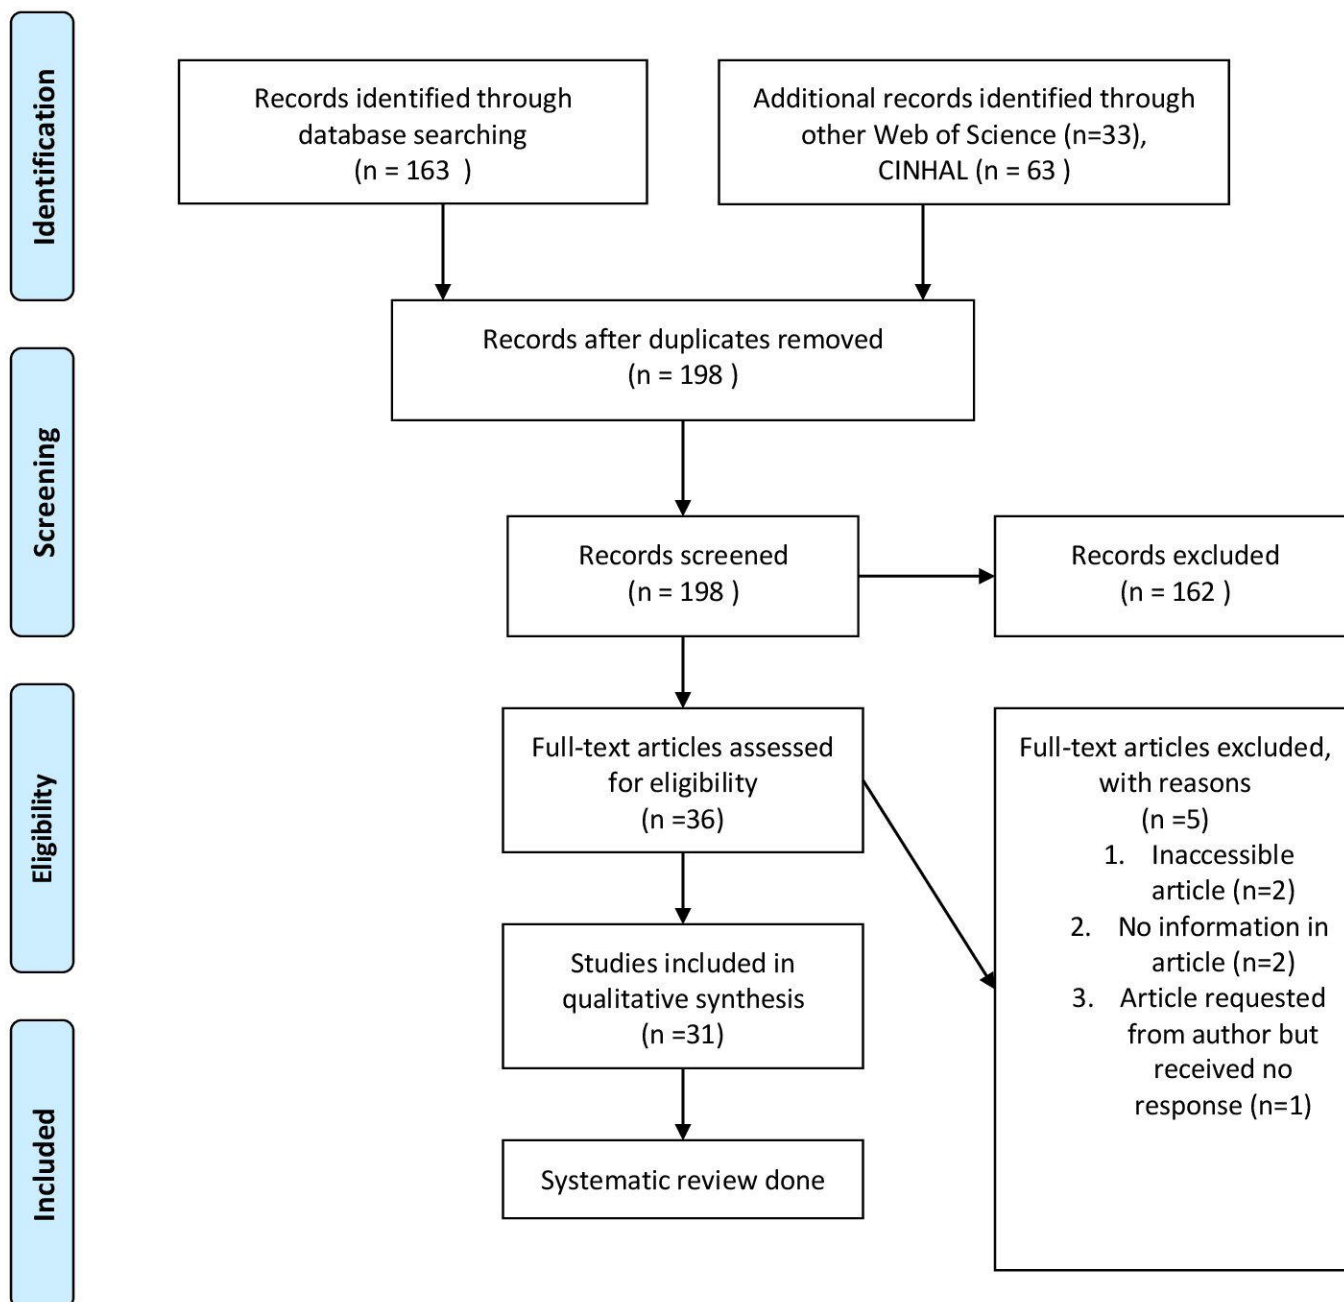 Identification
Records identified through
database searching
(n = 163  )
Additional records identified through
other Web of Science (n=33),
CINHAL (n = 63 )
Records after duplicates removed
(n = 198 )
Screening
Records screened
(n = 198 )
Records excluded
(n = 162 )
Eligibility
Full-text articles assessed
for eligibility
(n =36)
Full-text articles excluded,
with reasons
(n =5)
1. Inaccessible
article (n=2)
2. No information in
article (n=2)
3. Article requested
from author but
received no
response (n=1)
Studies included in
qualitative synthesis
(n =31)
Included
Systematic review done